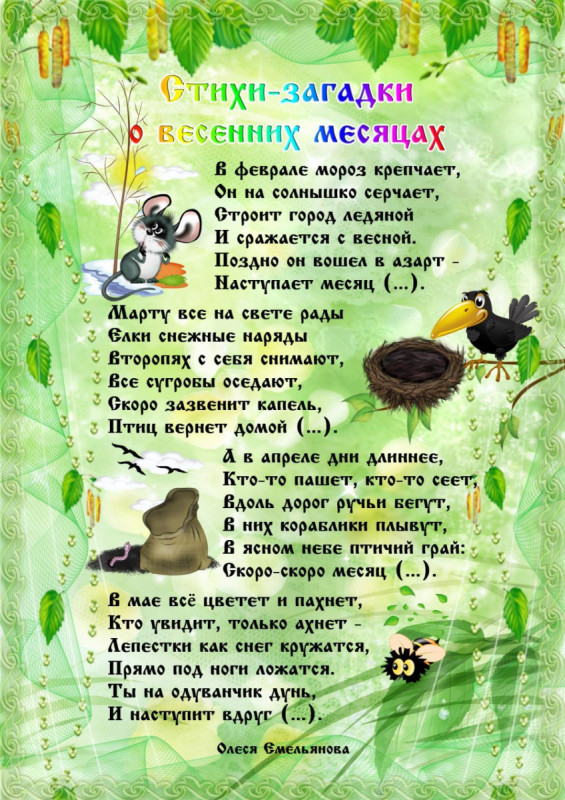 Стихи-загадки
о весенних месяцах
В феврале мороз крепчает,
Он на солнышко серчает,
Строит город ледяной
И сражается с весной.
Поздно он вошел в азарт -
Наступает месяц (...).
Марту все на свете рады
Елки снежные наряды
Второпях с себя снимают,
Все сугробы оседают,
Скоро зазвенит капель,
Птиц вернет домой (...).
А в апреле дни длиннее,
Кто-то пашет, кто-то сеет,
Вдоль дорог ручьи бегут,
В них кораблики плывут,
В ясном небе птичий грай:
Скоро-скоро месяц (...).
В мае всё цветет и пахнет,
Кто увидит, только ахнет -
Лепестки как снег кружатся,
Прямо под ноги ложатся.
Ты на одуванчик дунь,
И наступит вдруг (...).
Олеся Емельянова